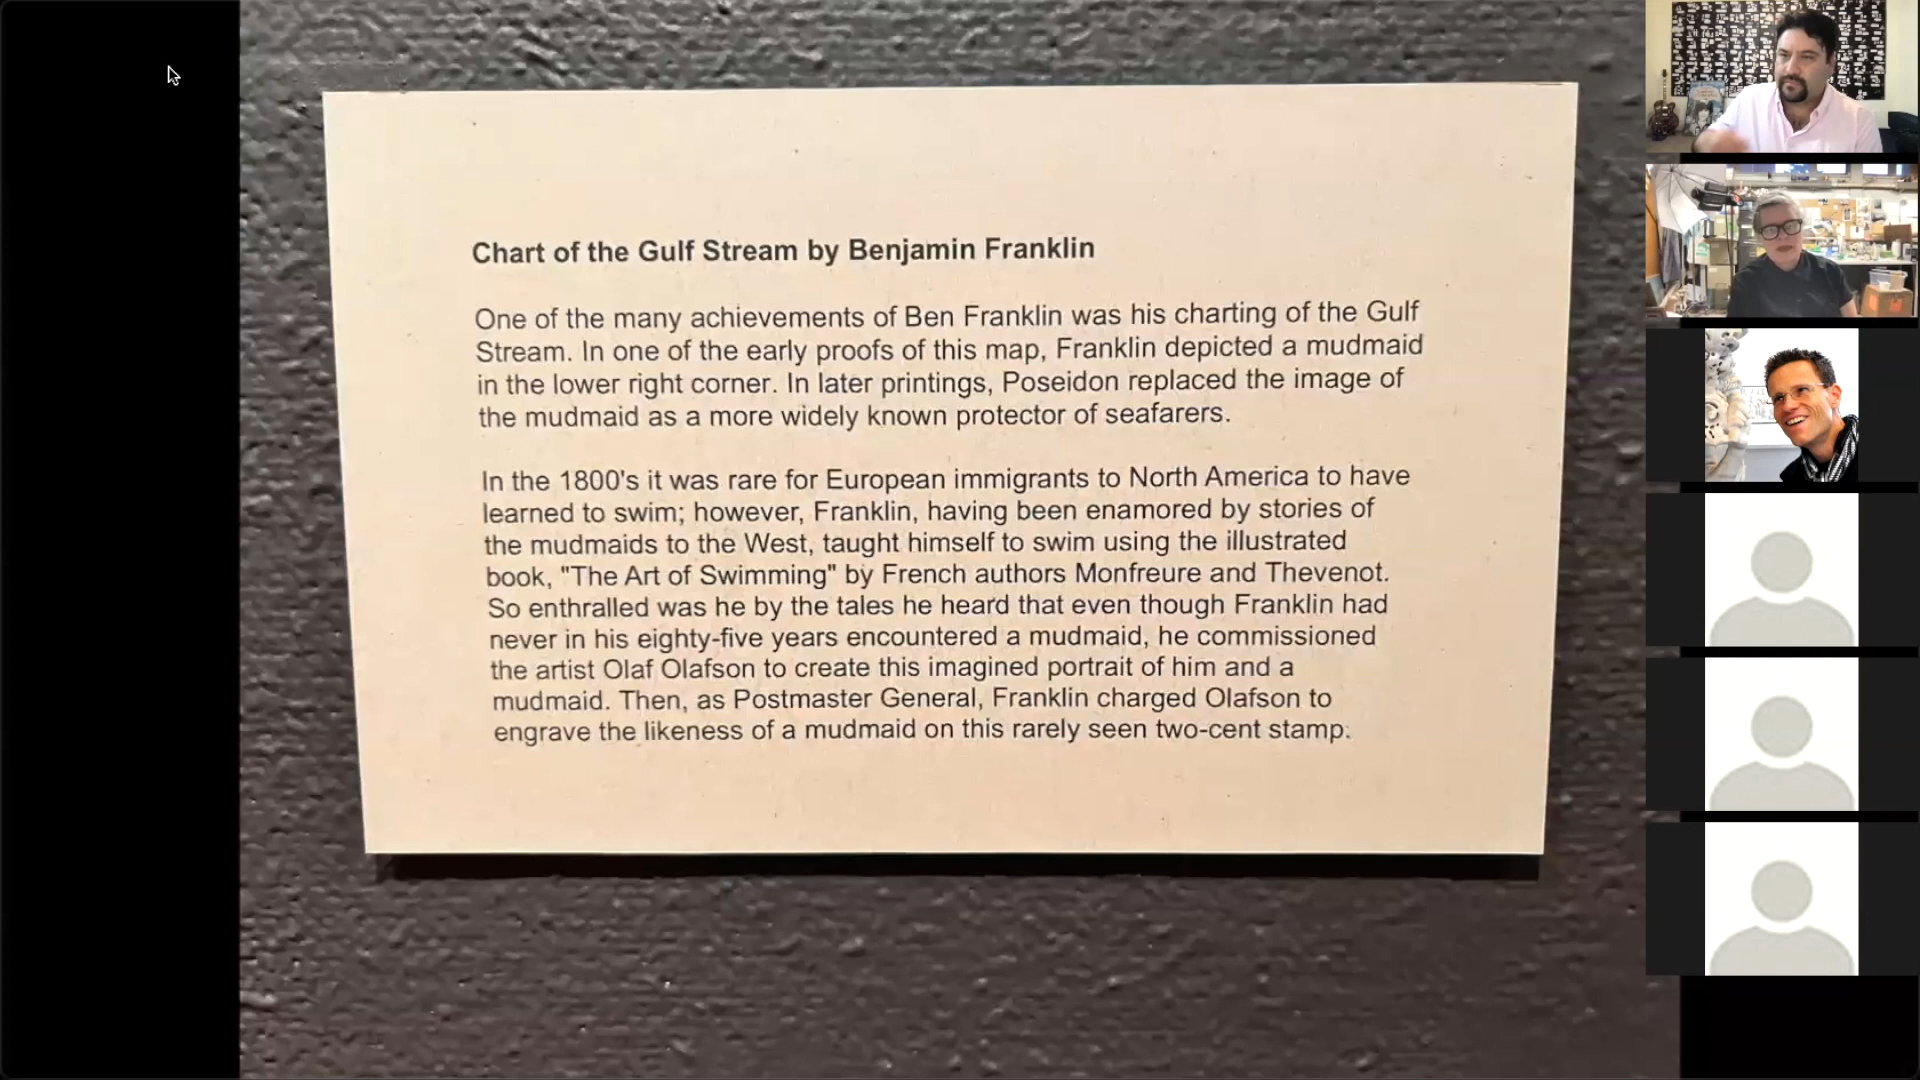 Chart of the Gulf Stream by Benjamin Franklin
One of the many achievements of Ben Franklin was his charting of the Gulf
Stream. In one of the early proofs of this map, Franklin depicted a mudmaid
in the lower right corner. In later printings, Poseidon replaced the image of
the mudmaid as a more widely known protector of seafarers.
In the 1800's it was rare for European immigrants to North America to have
learned to swim; however, Franklin, having been enamored by stories of
the mudmaids to the West, taught himself to swim using the illustrated
book, "The Art of Swimming" by French authors Monfreure and Thevenot.
So enthralled was he by the tales he heard that even though Franklin had
never in his eighty-five years encountered a mudmaid, he commissioned
the artist Olaf Olafson to create this imagined portrait of him and a
mudmaid. Then, as Postmaster General, Franklin charged Olafson to
engrave the likeness of a mudmaid on this rarely seen two-cent stamp.